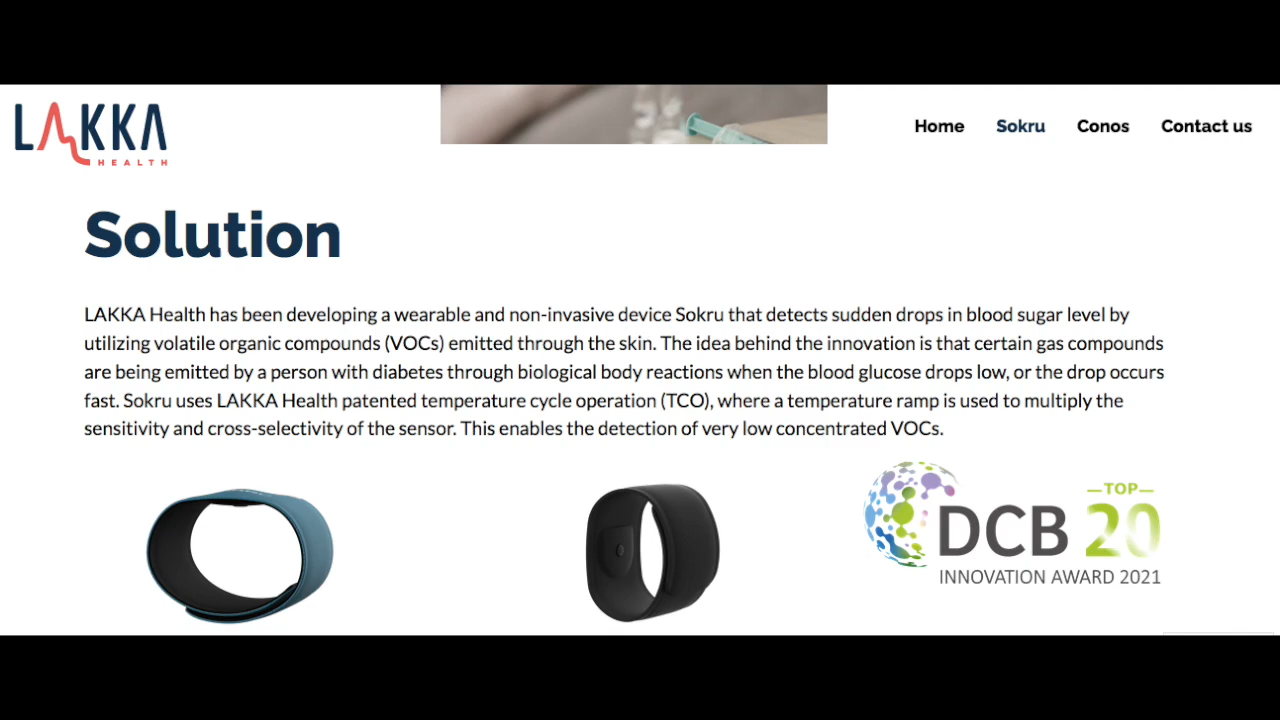 LAKKA
HEALTH
Home Sokru Conos Contact us
Solution
LAKKA Health has been developing a wearable and non-invasive device Sokru that detects sudden drops in blood sugar level by
utilizing volatile organic compounds (VOCs) emitted through the skin. The idea behind the innovation is that certain gas compounds
are being emitted by a person with diabetes through biological body reactions when the blood glucose drops low, or the drop occurs
fast. Sokru uses LAKKA Health patented temperature cycle operation (TCO), where a temperature ramp is used to multiply the
sensitivity and cross-selectivity of the sensor. This enables the detection of very low concentrated VOCs.
TOP
DCB 20
INNOVATION AWARD 2021